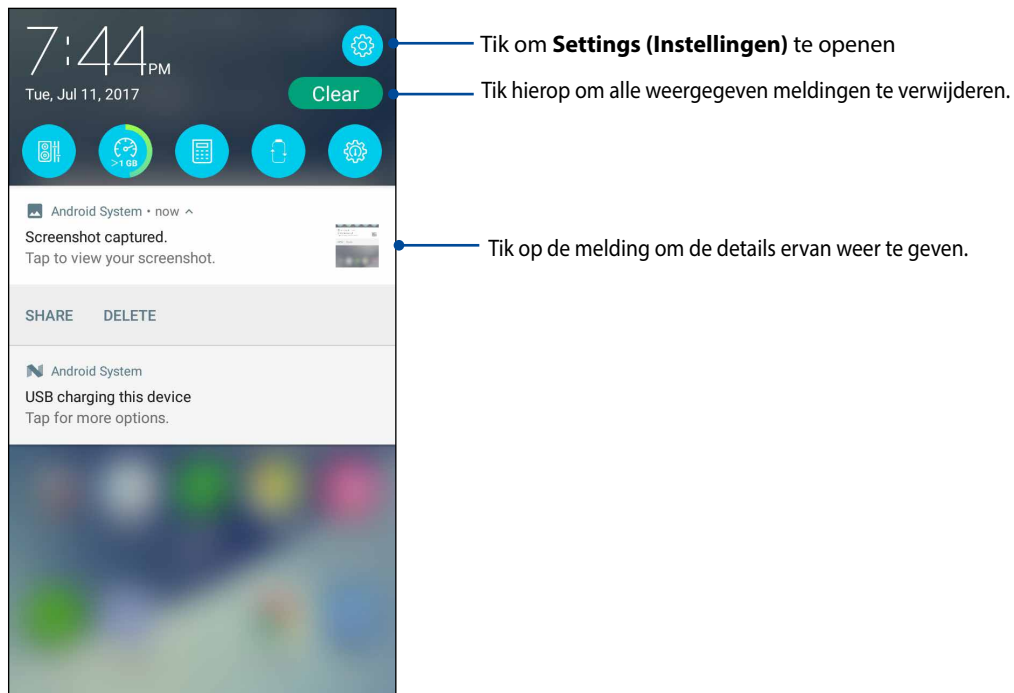 7:44 PM
Tik om Settings (Instellingen) te openen
Tue, Jul 11, 2017
Clear
Tik hierop om alle weergegeven meldingen te verwijderen.
>1 GB
Android System • now
Screenshot captured.
Tap to view your screenshot.
Tik op de melding om de details ervan weer te geven.
SHARE DELETE
Android System
USB charging this device
Tap for more options.